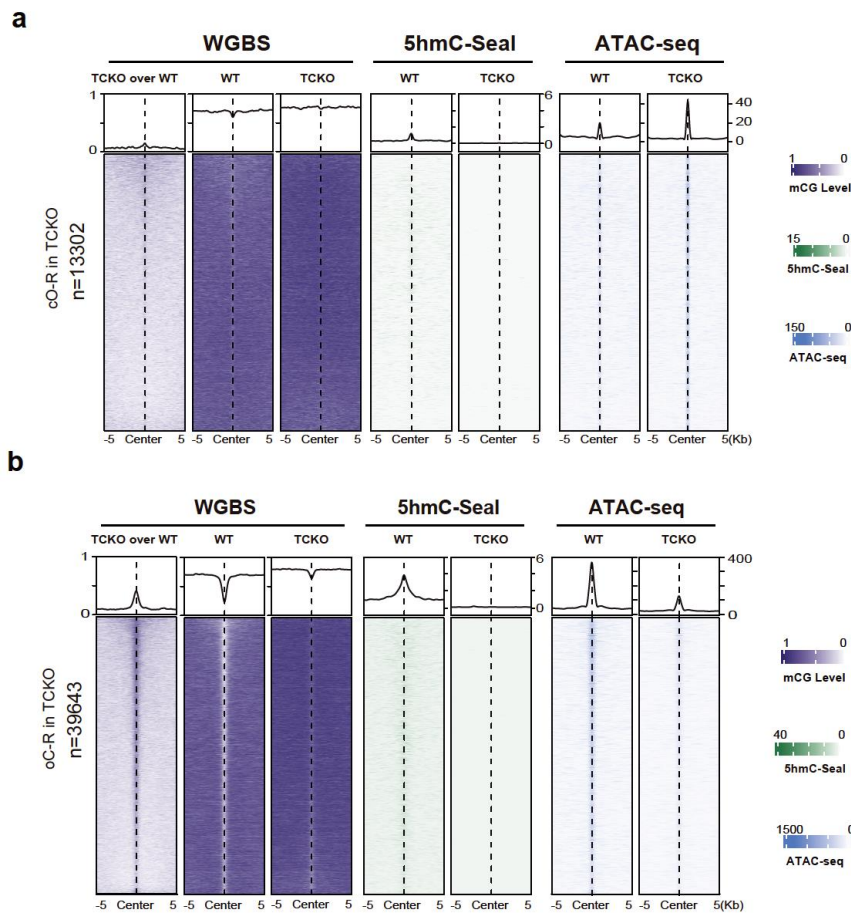 a
WGBS 5hmC-Seal ATAC-seq
TCKO over WT WT TCKO WT TCKO WT TCKO
1 6 40
20
0 0 0
cO-R in TCKO
n=13302
1 0
mCG Level
15 0
5hmC-Seal
150 0
ATAC-seq
-5 Center 5 -5 Center 5 -5 Center 5 -5 Center 5 -5 Center 5 -5 Center 5 -5 Center 5(Kb)
b
WGBS 5hmC-Seal ATAC-seq
TCKO over WT WT TCKO WT TCKO WT TCKO
1 6 400
200
0 0 0
oC-R in TCKO
n=39643
1 0
mCG Level
40 0
5hmC-Seal
1500 0
ATAC-seq
-5 Center 5 -5 Center 5 -5 Center 5 -5 Center 5 -5 Center 5 -5 Center 5 -5 Center 5(Kb)